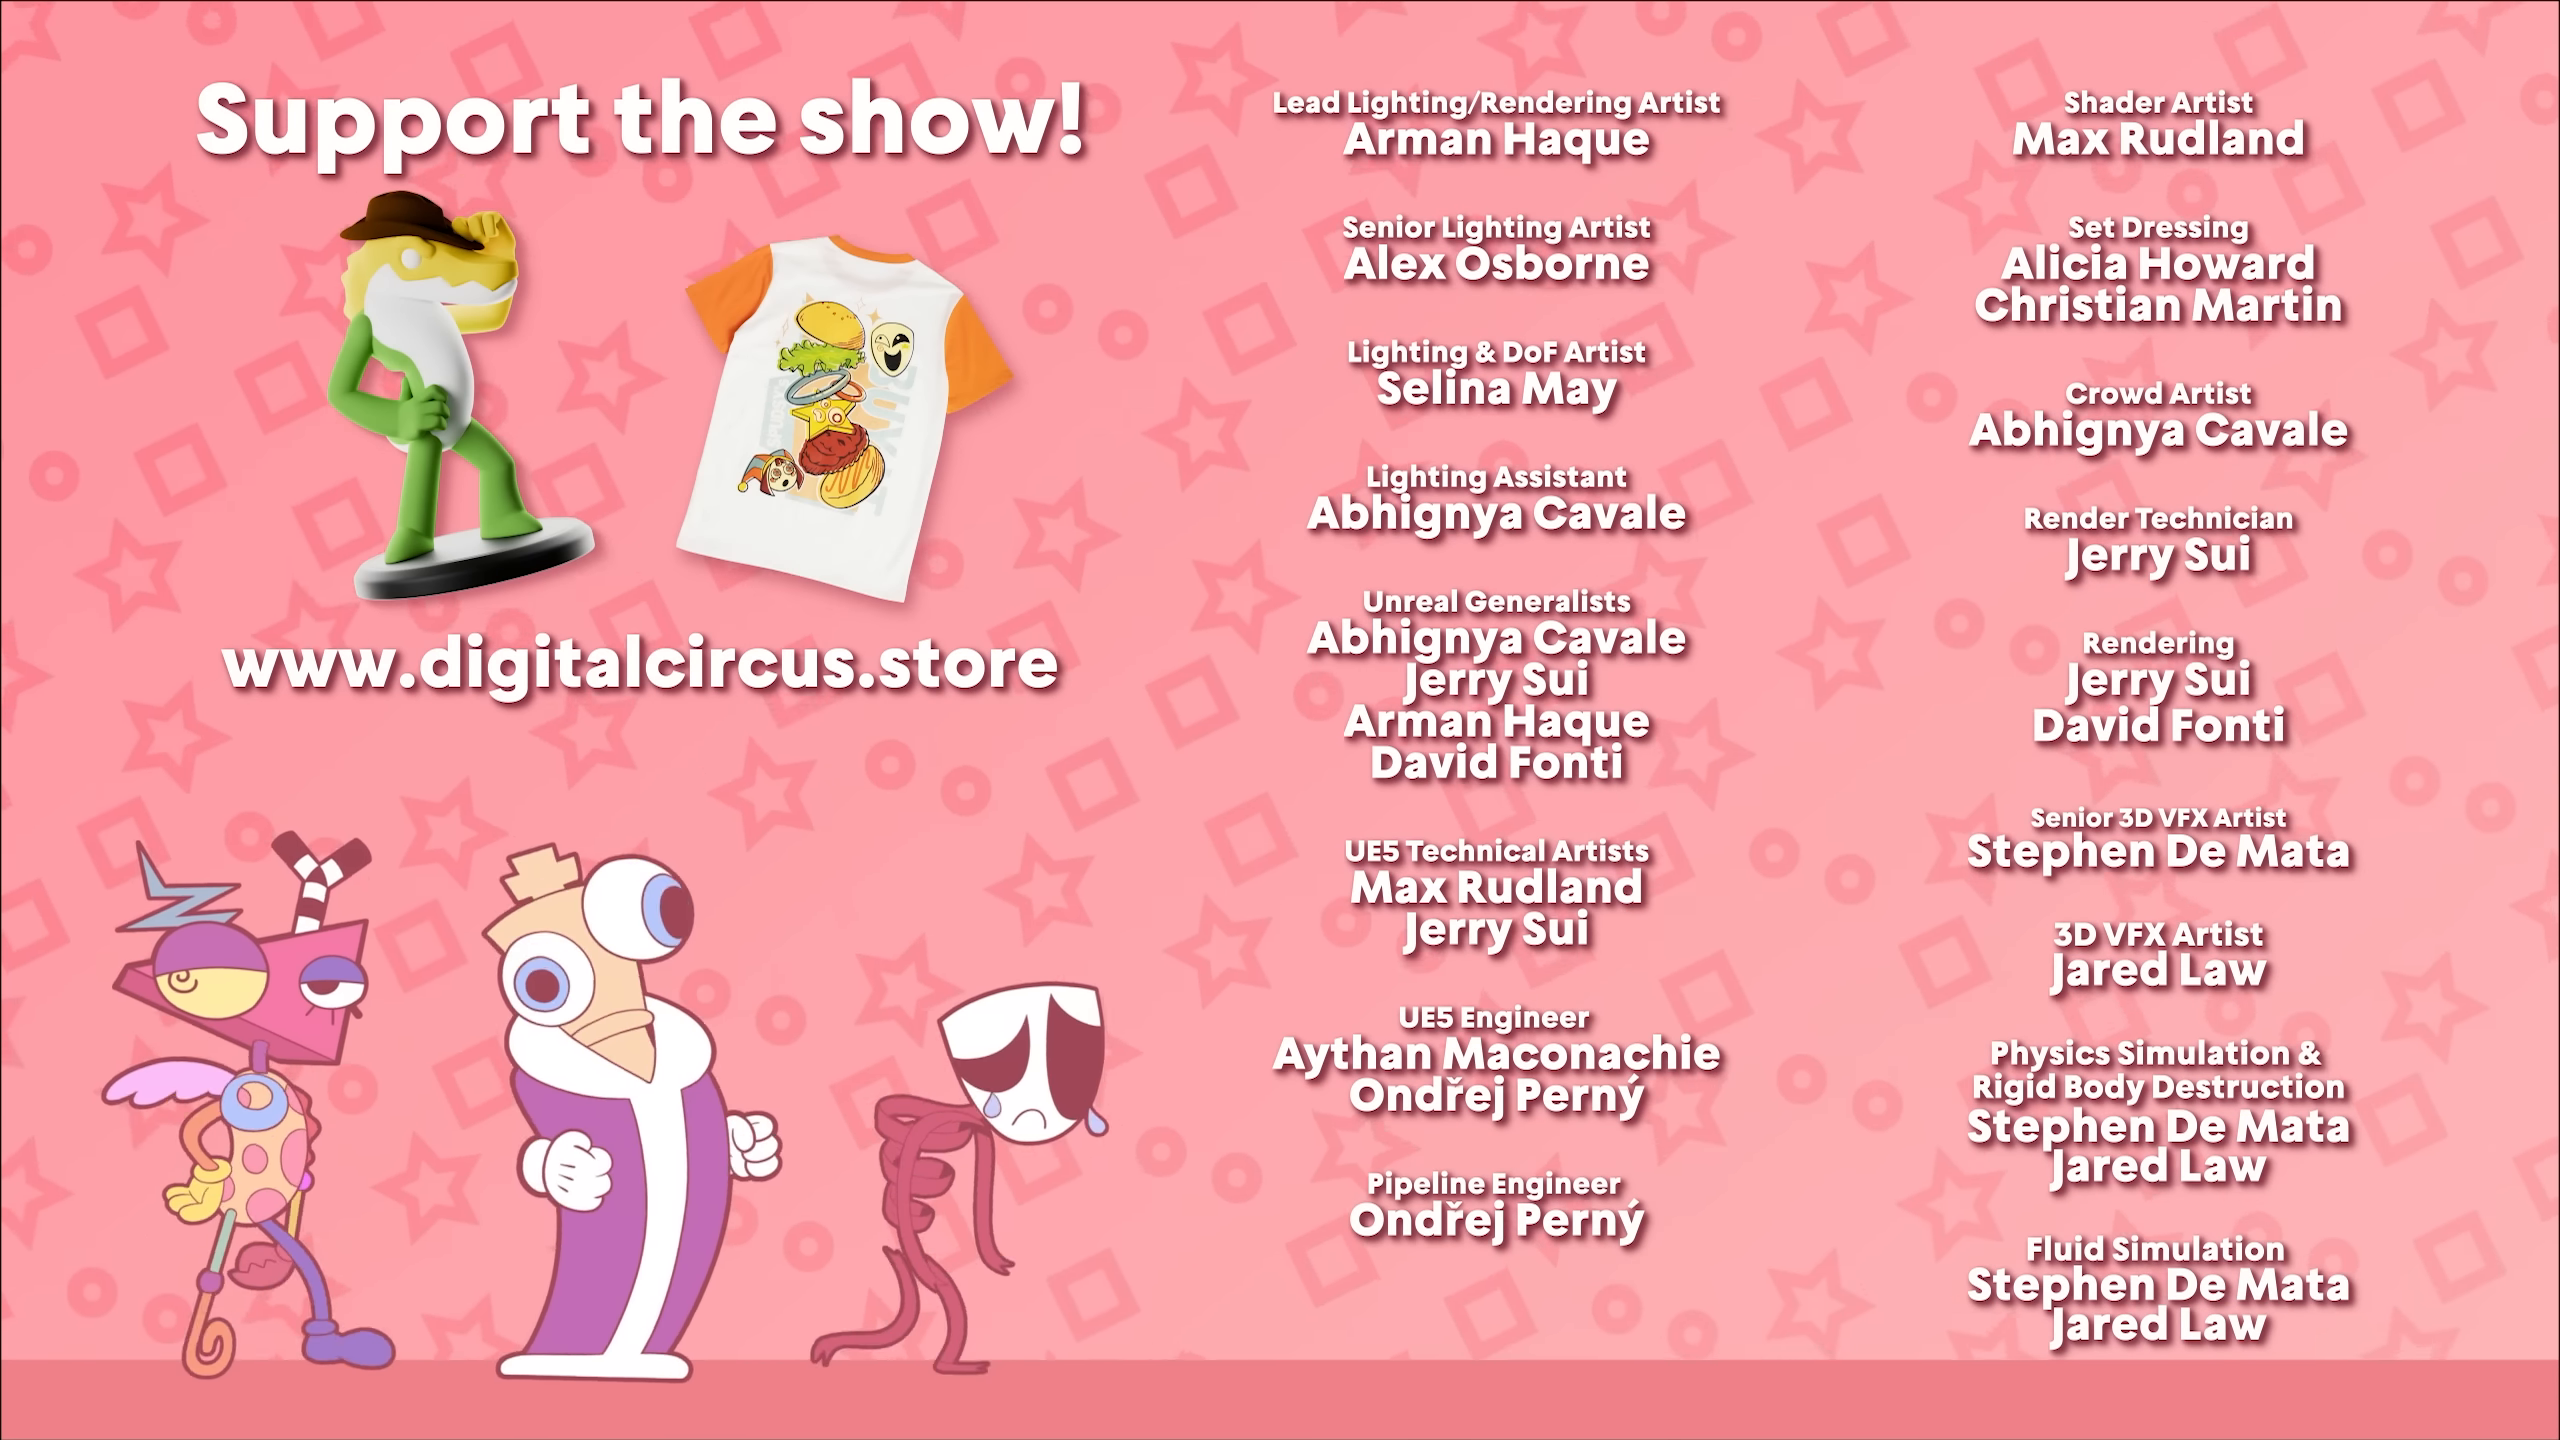 Support the show!
www.digitalcircus.store
Lead Lighting/Rendering Artist
Arman Haque
Senior Lighting Artist
Alex Osborne
Lighting & DoF Artist
Selina May
Lighting Assistant
Abhignya Cavale
Unreal Generalists
Abhignya Cavale
Jerry Sui
Arman Haque
David Fonti
UE5 Technical Artists
Max Rudland
Jerry Sui
UE5 Engineer
Aythan Maconachie
Ondřej Perný
Pipeline Engineer
Ondřej Perný
Shader Artist
Max Rudland
Set Dressing
Alicia Howard
Christian Martin
Crowd Artist
Abhignya Cavale
Render Technician
Jerry Sui
Rendering
Jerry Sui
David Fonti
Senior 3D VFX Artist
Stephen De Mata
3D VFX Artist
Jared Law
Physics Simulation &
Rigid Body Destruction
Stephen De Mata
Jared Law
Fluid Simulation
Stephen De Mata
Jared Law